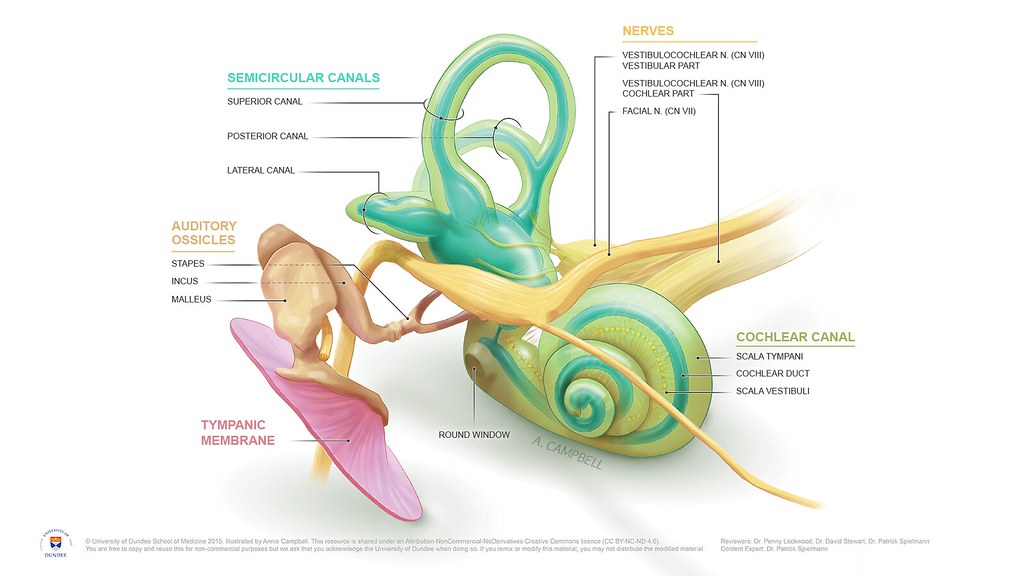 NERVES
VESTIBULOCOCHLEAR N. (CN VIII)
VESTIBULAR PART
VESTIBULOCOCHLEAR N. (CN VIII)
COCHLEAR PART
FACIAL N. (CN VII)
SEMICIRCULAR CANALS
SUPERIOR CANAL
POSTERIOR CANAL
LATERAL CANAL
AUDITORY
OSSICLES
STAPES
INCUS
MALLEUS
COCHLEAR CANAL
SCALA TYMPANI
COCHLEAR DUCT
SCALA VESTIBULI
TYMPANIC
MEMBRANE
ROUND WINDOW
A. CAMPBELL
UNIVERSITY OF
DUNDEE
© University of Dundee School of Medicine 2015. Illustrated by Annie Campbell. This resource is shared under an Attribution-NonCommercial-NoDerivatives Creative Commons licence (CC BY-NC-ND 4.0),
You are free to copy and reuse this for non-commercial purposes but we ask that you acknowledge the University of Dundee when doing so. If you remix or modify this material, you may not distribute the modified material.
Reviewers: Dr. Penny Lockwood, Dr. David Stewart, Dr. Patrick Spielmann
Content Expert: Dr. Patrick Spielmann